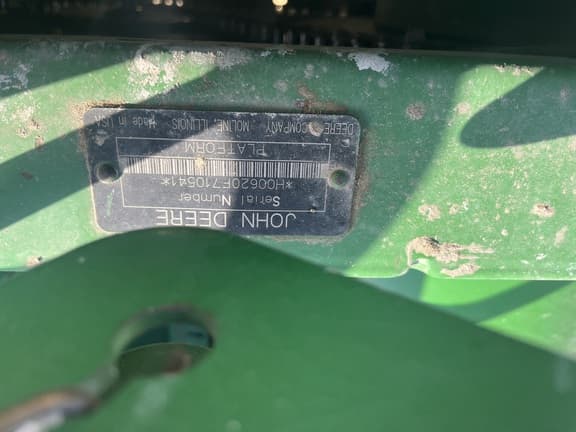 JOHN DEERE
Serial Number
*H00620F710541*
PLATFORM
DEERE & COMPANY MOLINE, ILLINOIS Made in USA